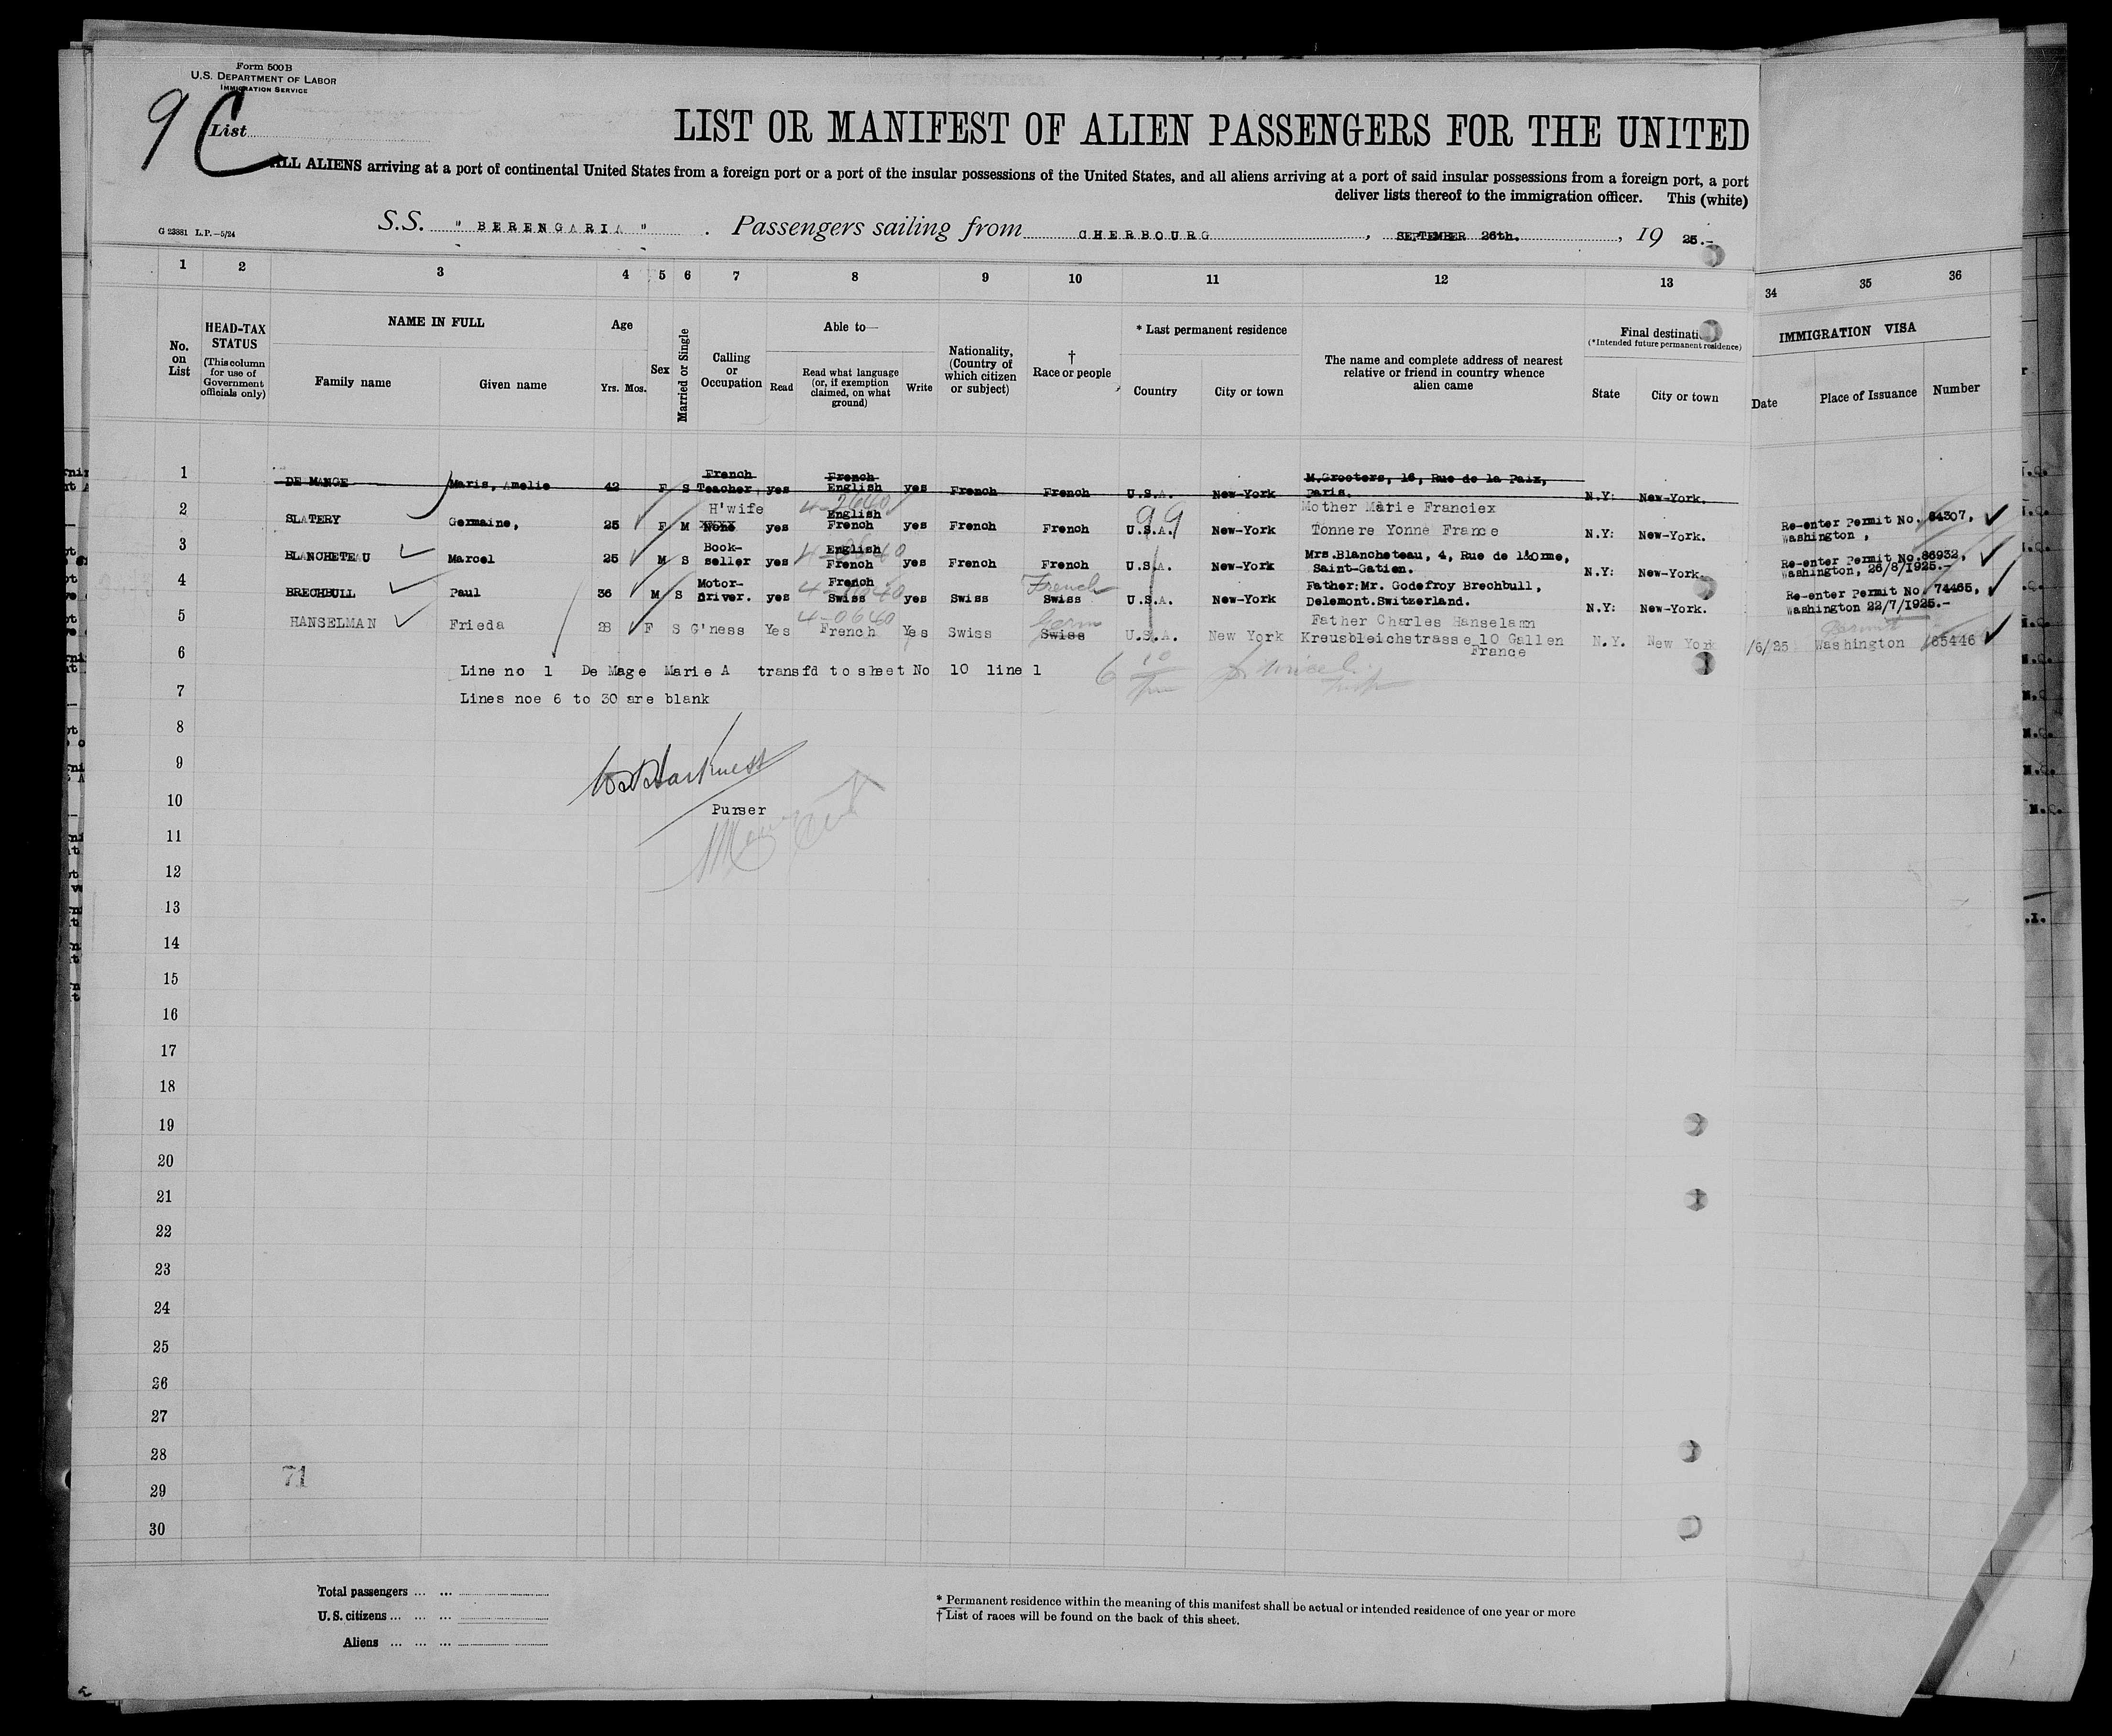 Form 500B
U.S. DEPARTMENT OF LABOR
IMMIGRATION SERVICE
9 C
List
LIST OR MANIFEST OF ALIEN PASSENGERS FOR THE UNITED
ALL ALIENS arriving at a port of continental United States from a foreign port or a port of the insular possessions of the United States, and all aliens arriving at a port of said insular possessions from a foreign port, a port
deliver lists thereof to the immigration officer. This (white)
G 23881 L.P.—5/24
S.S. " BERENGARIA " . Passengers sailing from CHERBOURG , SEPTEMBER 26th. , 19 25.-
1 2 3 4 5 6 7 8 9 10 11 12 13 34 35 36
No. on List
HEAD-TAX STATUS
(This column for use of Government officials only)
NAME IN FULL
Family name Given name
Age
Yrs. Mos.
Sex
Married or Single
Calling or Occupation
Able to—
Read
Read what language (or, if exemption claimed, on what ground)
Write
Nationality, (Country of which citizen or subject)
† Race or people
* Last permanent residence
Country City or town
The name and complete address of nearest relative or friend in country whence alien came
Final destination
(*Intended future permanent residence)
State City or town
IMMIGRATION VISA
Date Place of Issuance Number
1 DE MANGE Maris, Amelie 42 F S French Teacher yes French English yes French French U.S.A. New-York M.Grooters, 16, Rue de la Paix, Paris. N.Y: New-York.
2 SLATERY Germaine, 25 F M H'wife None yes English French yes French French U.S.A. New-York Mother Marie Franciex Tonnere Yonne France N.Y: New-York. Re-enter Permit No. 84307, Washington ,
99
3 BLANCHETEAU Marcel 25 M S Book-seller yes English French yes French French U.S.A. New-York Mrs.Blancheteau, 4, Rue de l'Orme, Saint-Gatien. N.Y: New-York. Re-enter Permit No.86932, Washington, 26/8/1925.-
4 BRECHBULL Paul 36 M S Motor-driver. yes French Swiss yes Swiss French Swiss U.S.A. New-York Father:Mr. Godefroy Brechbull, Delemont.Switzerland. N.Y: New-York. Re-enter Permit No. 74465, Washington 22/7/1925.-
5 HANSELMAN Frieda 28 F S G'ness Yes 4-0640 French Yes Swiss Germ Swiss U.S.A. New York Father Charles Hanselamn Kreusbleichstrasse 10 Gallen France N.Y. New York /6/25 Permit Washington 65446
6 Line no 1 De Mage Marie A transfd to sheet No 10 line 1
7 Lines noe 6 to 30 are blank
8
9
10 Purser
11
12
13
14
15
16
17
18
19
20
21
22
23
24
25
26
27
28
71
29
30
Total passengers ... ...
U.S. citizens ... ... ...
Aliens ... ... ...
* Permanent residence within the meaning of this manifest shall be actual or intended residence of one year or more
† List of races will be found on the back of this sheet.